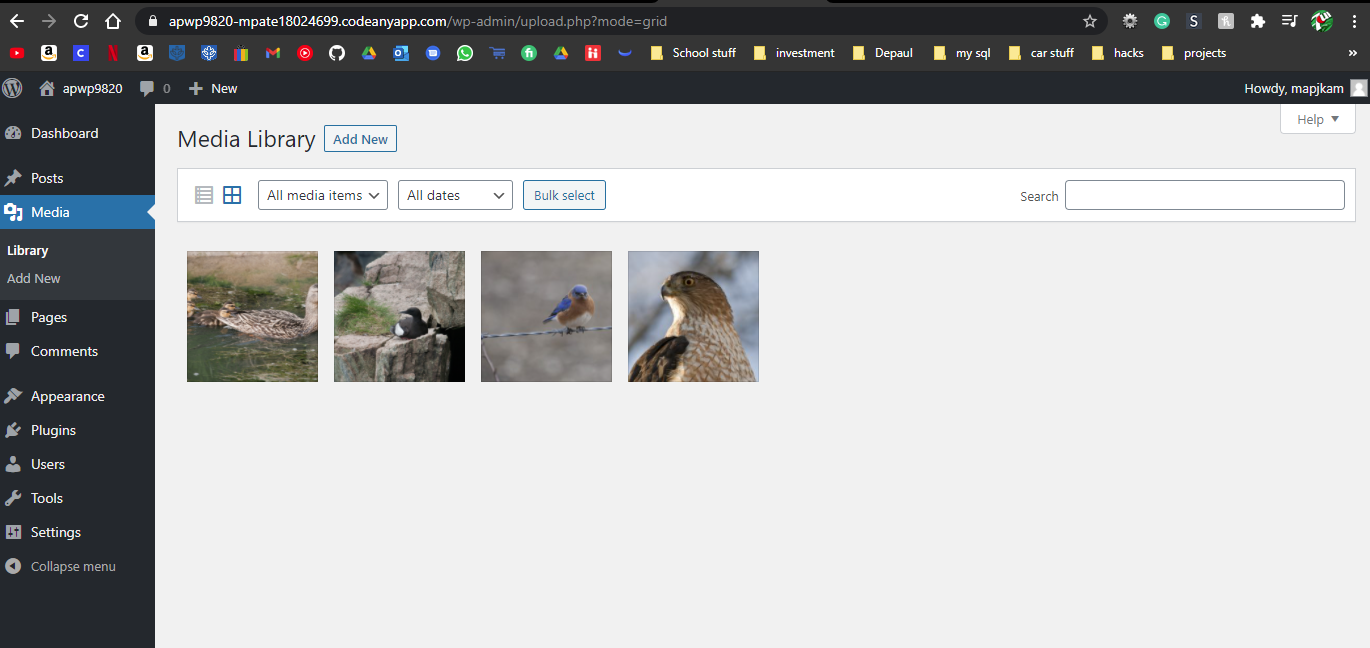 apwp9820-mpate18024699.codeanyapp.com/wp-admin/upload.php?mode=grid
School stuff investment Depaul my sql car stuff hacks projects »
apwp9820 0 New Howdy, mapjkam
Dashboard
Posts
Media
Library
Add New
Pages
Comments
Appearance
Plugins
Users
Tools
Settings
Collapse menu
Help
Media Library Add New
All media items All dates Bulk select Search